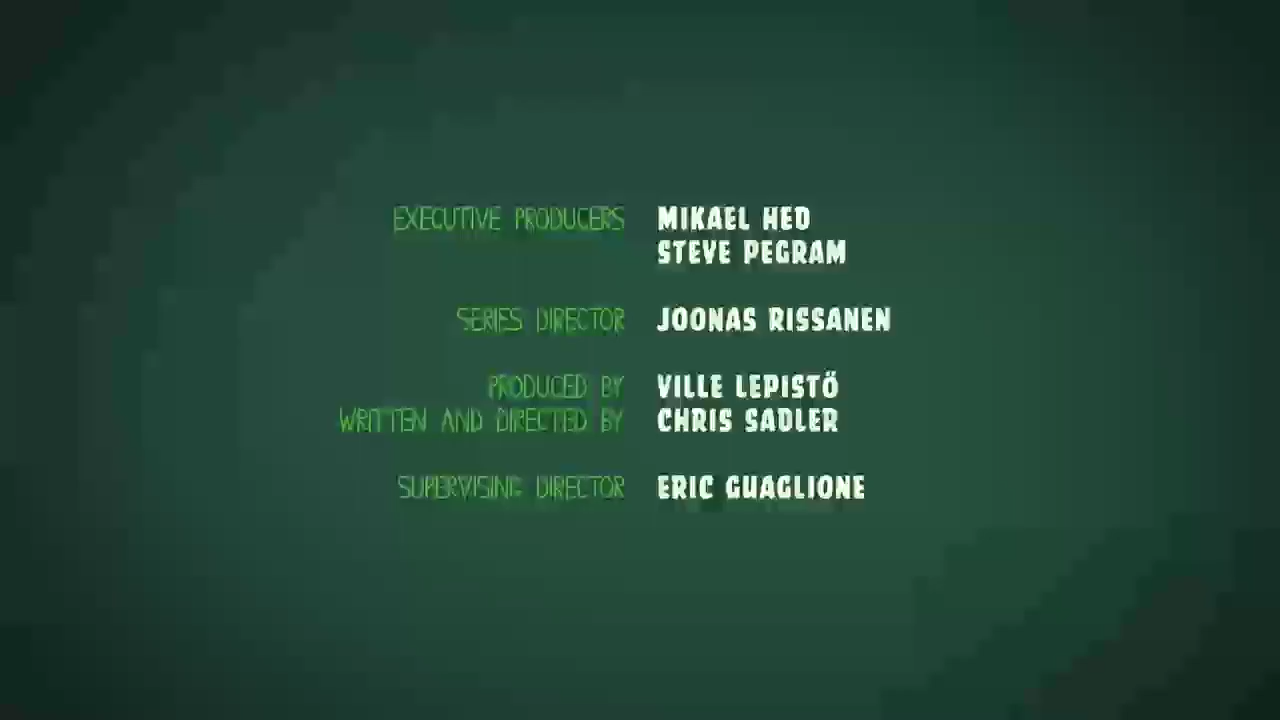 EXECUTIVE PRODUCERS MIKAEL HED
STEVE PEGRAM
SERIES DIRECTOR JOONAS RISSANEN
PRODUCED BY VILLE LEPISTÖ
WRITTEN AND DIRECTED BY CHRIS SADLER
SUPERVISING DIRECTOR ERIC GUAGLIONE